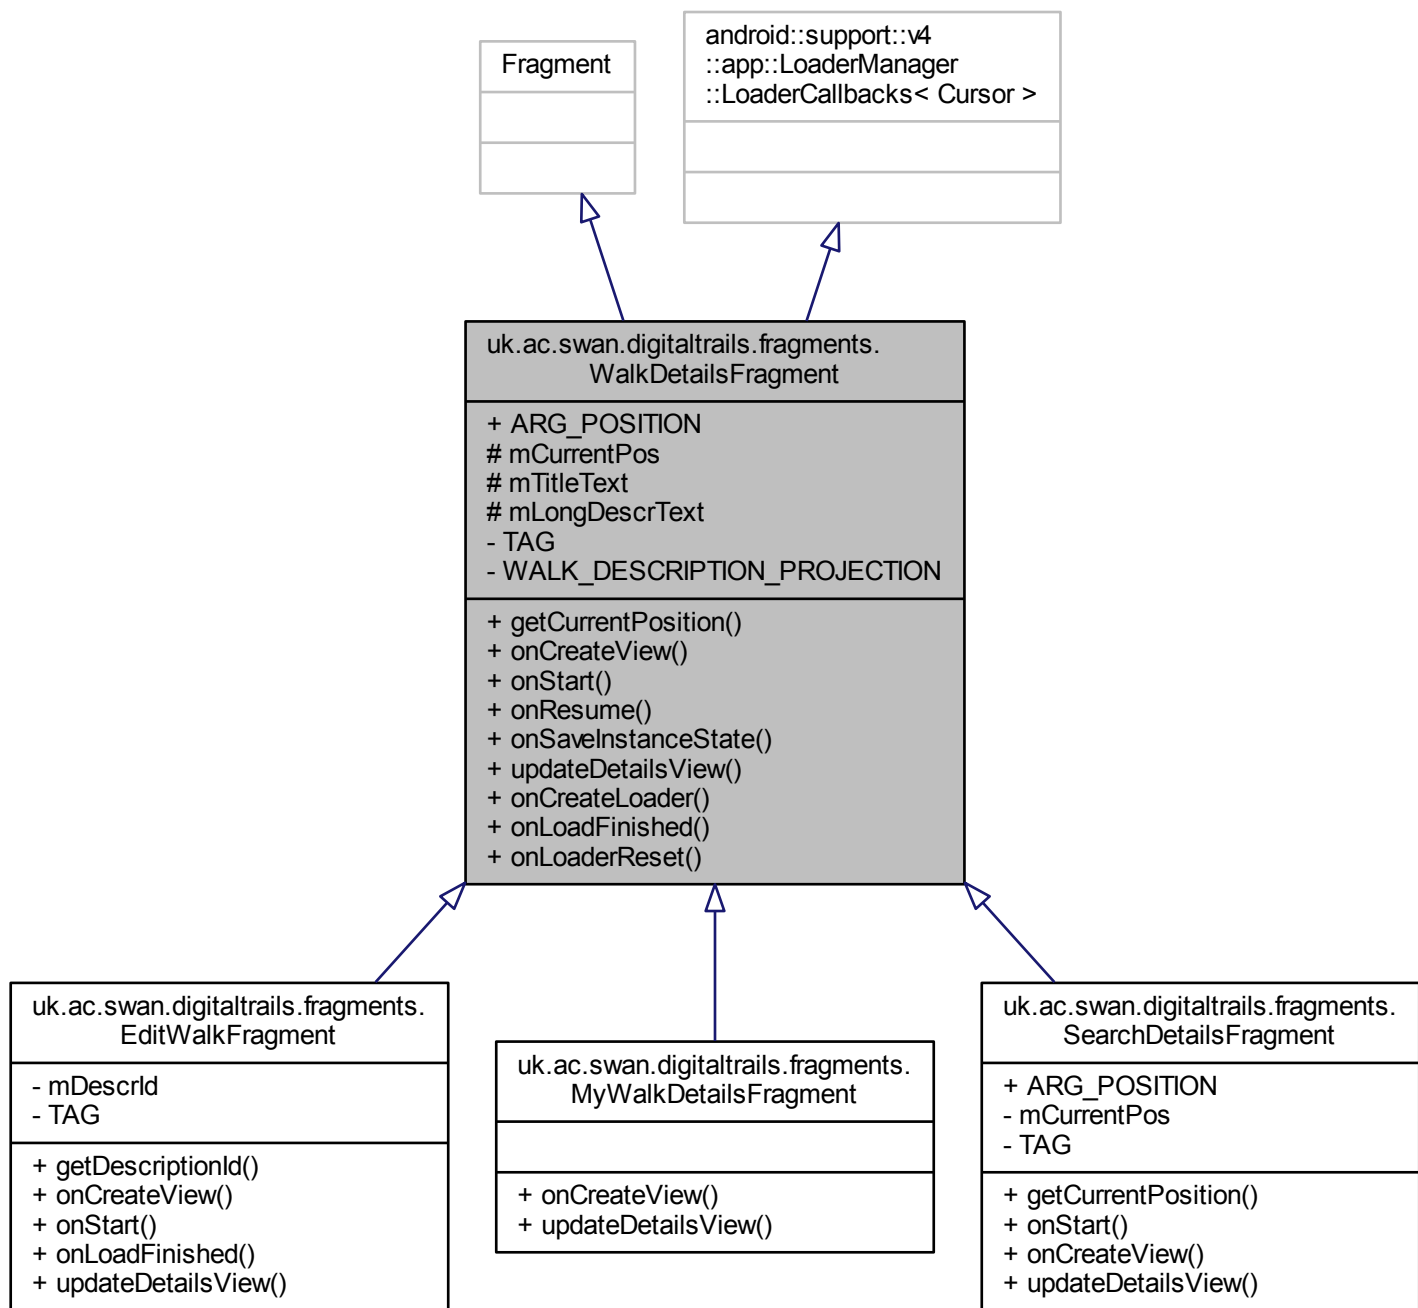 Fragment
android::support::v4
::app::LoaderManager
::LoaderCallbacks< Cursor >
uk.ac.swan.digitaltrails.fragments.
WalkDetailsFragment
+ ARG_POSITION
# mCurrentPos
# mTitleText
# mLongDescrText
- TAG
- WALK_DESCRIPTION_PROJECTION
+ getCurrentPosition()
+ onCreateView()
+ onStart()
+ onResume()
+ onSaveInstanceState()
+ updateDetailsView()
+ onCreateLoader()
+ onLoadFinished()
+ onLoaderReset()
uk.ac.swan.digitaltrails.fragments.
EditWalkFragment
- mDescrId
- TAG
+ getDescriptionId()
+ onCreateView()
+ onStart()
+ onLoadFinished()
+ updateDetailsView()
uk.ac.swan.digitaltrails.fragments.
MyWalkDetailsFragment
+ onCreateView()
+ updateDetailsView()
uk.ac.swan.digitaltrails.fragments.
SearchDetailsFragment
+ ARG_POSITION
- mCurrentPos
- TAG
+ getCurrentPosition()
+ onStart()
+ onCreateView()
+ updateDetailsView()